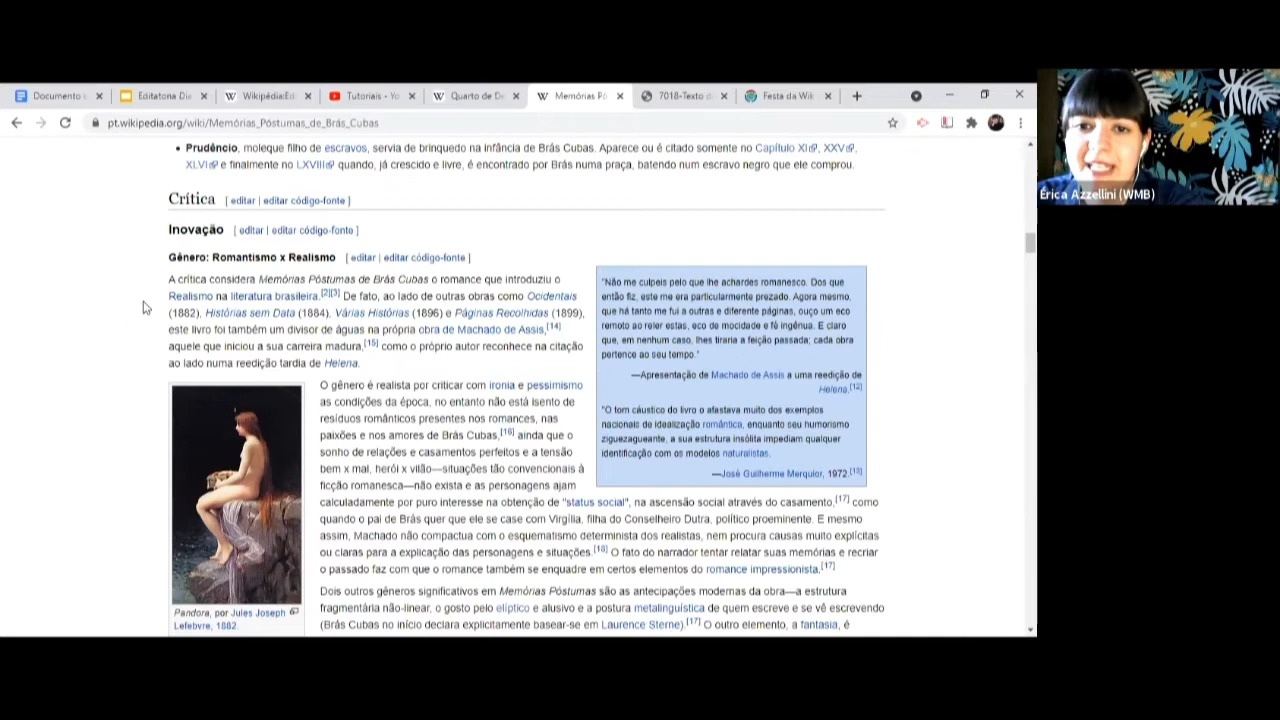 Documento
Editatona Die
Wikipédia:Edi
Tutoriais - Yo
Quarto de De
Memórias Pó
7018-Texto d
Festa da Wik
pt.wikipedia.org/wiki/Memórias_Póstumas_de_Brás_Cubas
Érica Azzellini (WMB)
• Prudêncio, moleque filho de escravos, servia de brinquedo na infância de Brás Cubas. Aparece ou é citado somente no Capítulo XI, XXV,
XLVI e finalmente no LXVIII quando, já crescido e livre, é encontrado por Brás numa praça, batendo num escravo negro que ele comprou.
Crítica [ editar | editar código-fonte ]
Inovação [ editar | editar código-fonte ]
Gênero: Romantismo x Realismo [ editar | editar código-fonte ]
A crítica considera Memórias Póstumas de Brás Cubas o romance que introduziu o
Realismo na literatura brasileira.[2][3] De fato, ao lado de outras obras como Ocidentais
(1882), Histórias sem Data (1884), Várias Histórias (1896) e Páginas Recolhidas (1899),
este livro foi também um divisor de águas na própria obra de Machado de Assis,[14]
aquele que iniciou a sua carreira madura,[15] como o próprio autor reconhece na citação
ao lado numa reedição tardia de Helena.
"Não me culpeis pelo que lhe achardes romanesco. Dos que
então fiz, este me era particularmente prezado. Agora mesmo,
que há tanto me fui a outras e diferente páginas, ouço um eco
remoto ao reler estas, eco de mocidade e fé ingênua. E claro
que, em nenhum caso, lhes tiraria a feição passada; cada obra
pertence ao seu tempo."
—Apresentação de Machado de Assis a uma reedição de
Helena.[12]
"O tom cáustico do livro o afastava muito dos exemplos
nacionais de idealização romântica, enquanto seu humorismo
ziguezagueante, a sua estrutura insólita impediam qualquer
identificação com os modelos naturalistas.
—José Guilherme Merquior, 1972.[13]
O gênero é realista por criticar com ironia e pessimismo
as condições da época, no entanto não está isento de
resíduos românticos presentes nos romances, nas
paixões e nos amores de Brás Cubas,[16] ainda que o
sonho de relações e casamentos perfeitos e a tensão
bem x mal, herói x vilão—situações tão convencionais à
ficção romanesca—não exista e as personagens ajam
calculadamente por puro interesse na obtenção de "status social", na ascensão social através do casamento,[17] como
quando o pai de Brás quer que ele se case com Virgília, filha do Conselheiro Dutra, político proeminente. E mesmo
assim, Machado não compactua com o esquematismo determinista dos realistas, nem procura causas muito explícitas
ou claras para a explicação das personagens e situações.[18] O fato do narrador tentar relatar suas memórias e recriar
o passado faz com que o romance também se enquadre em certos elementos do romance impressionista.[17]
Pandora, por Jules Joseph
Lefebvre, 1882.
Dois outros gêneros significativos em Memórias Póstumas são as antecipações modernas da obra—a estrutura
fragmentária não-linear, o gosto pelo elíptico e alusivo e a postura metalinguística de quem escreve e se vê escrevendo
(Brás Cubas no início declara explicitamente basear-se em Laurence Sterne).[17] O outro elemento, a fantasia, é